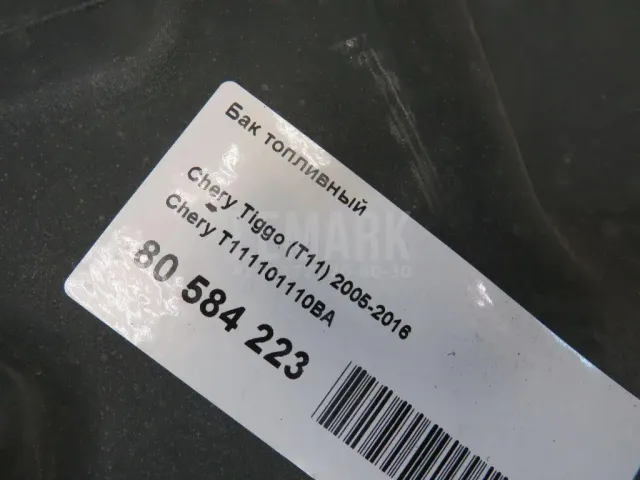 Бак топливный
Chery Tiggo (T11) 2005-2016
Chery T111101110BA
80 584 223